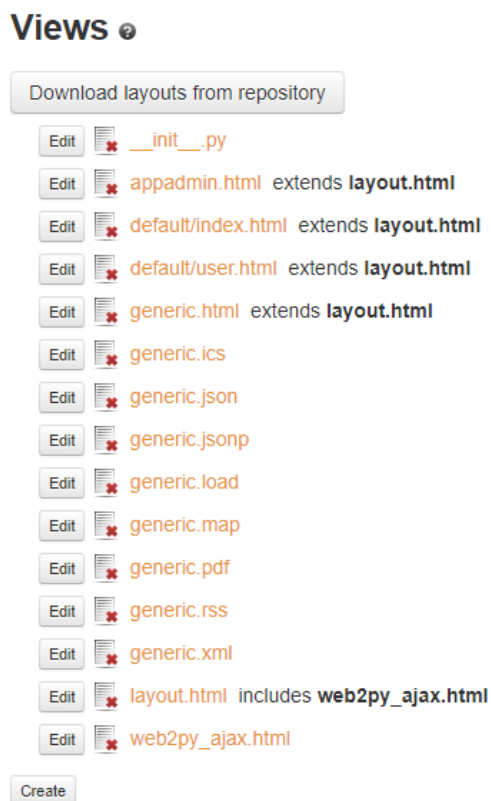 Views ?
Download layouts from repository
Edit __init__.py
Edit appadmin.html extends layout.html
Edit default/index.html extends layout.html
Edit default/user.html extends layout.html
Edit generic.html extends layout.html
Edit generic.ics
Edit generic.json
Edit generic.jsonp
Edit generic.load
Edit generic.map
Edit generic.pdf
Edit generic.rss
Edit generic.xml
Edit layout.html includes web2py_ajax.html
Edit web2py_ajax.html
Create